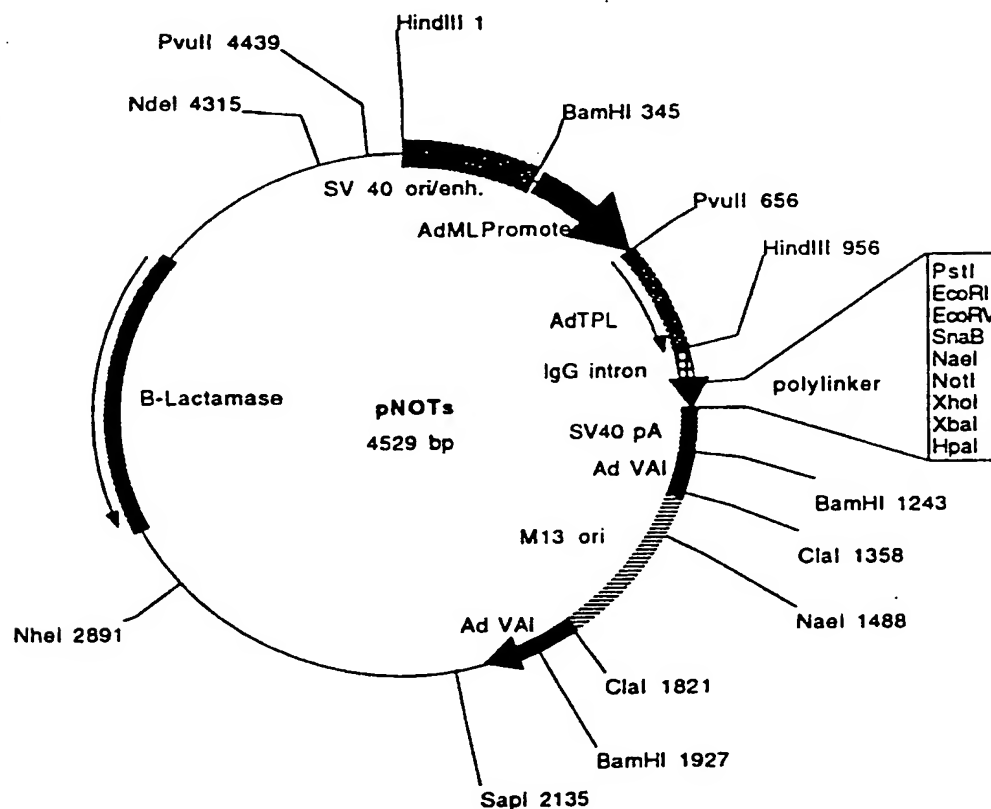 HindIII 1
PvuII 4439
NdeI 4315
BamHI 345
SV 40 ori/enh.
AdMLPromote
PvuII 656
HindIII 956
PstI
EcoRI
EcoRV
SnaB
NaeI
NotI
XhoI
XbaI
HpaI
AdTPL
IgG intron
polylinker
B-Lactamase
pNOTs
4529 bp
SV40 pA
Ad VAI
BamHI 1243
M13 ori
ClaI 1358
NaeI 1488
NheI 2891
Ad VAI
ClaI 1821
BamHI 1927
SapI 2135